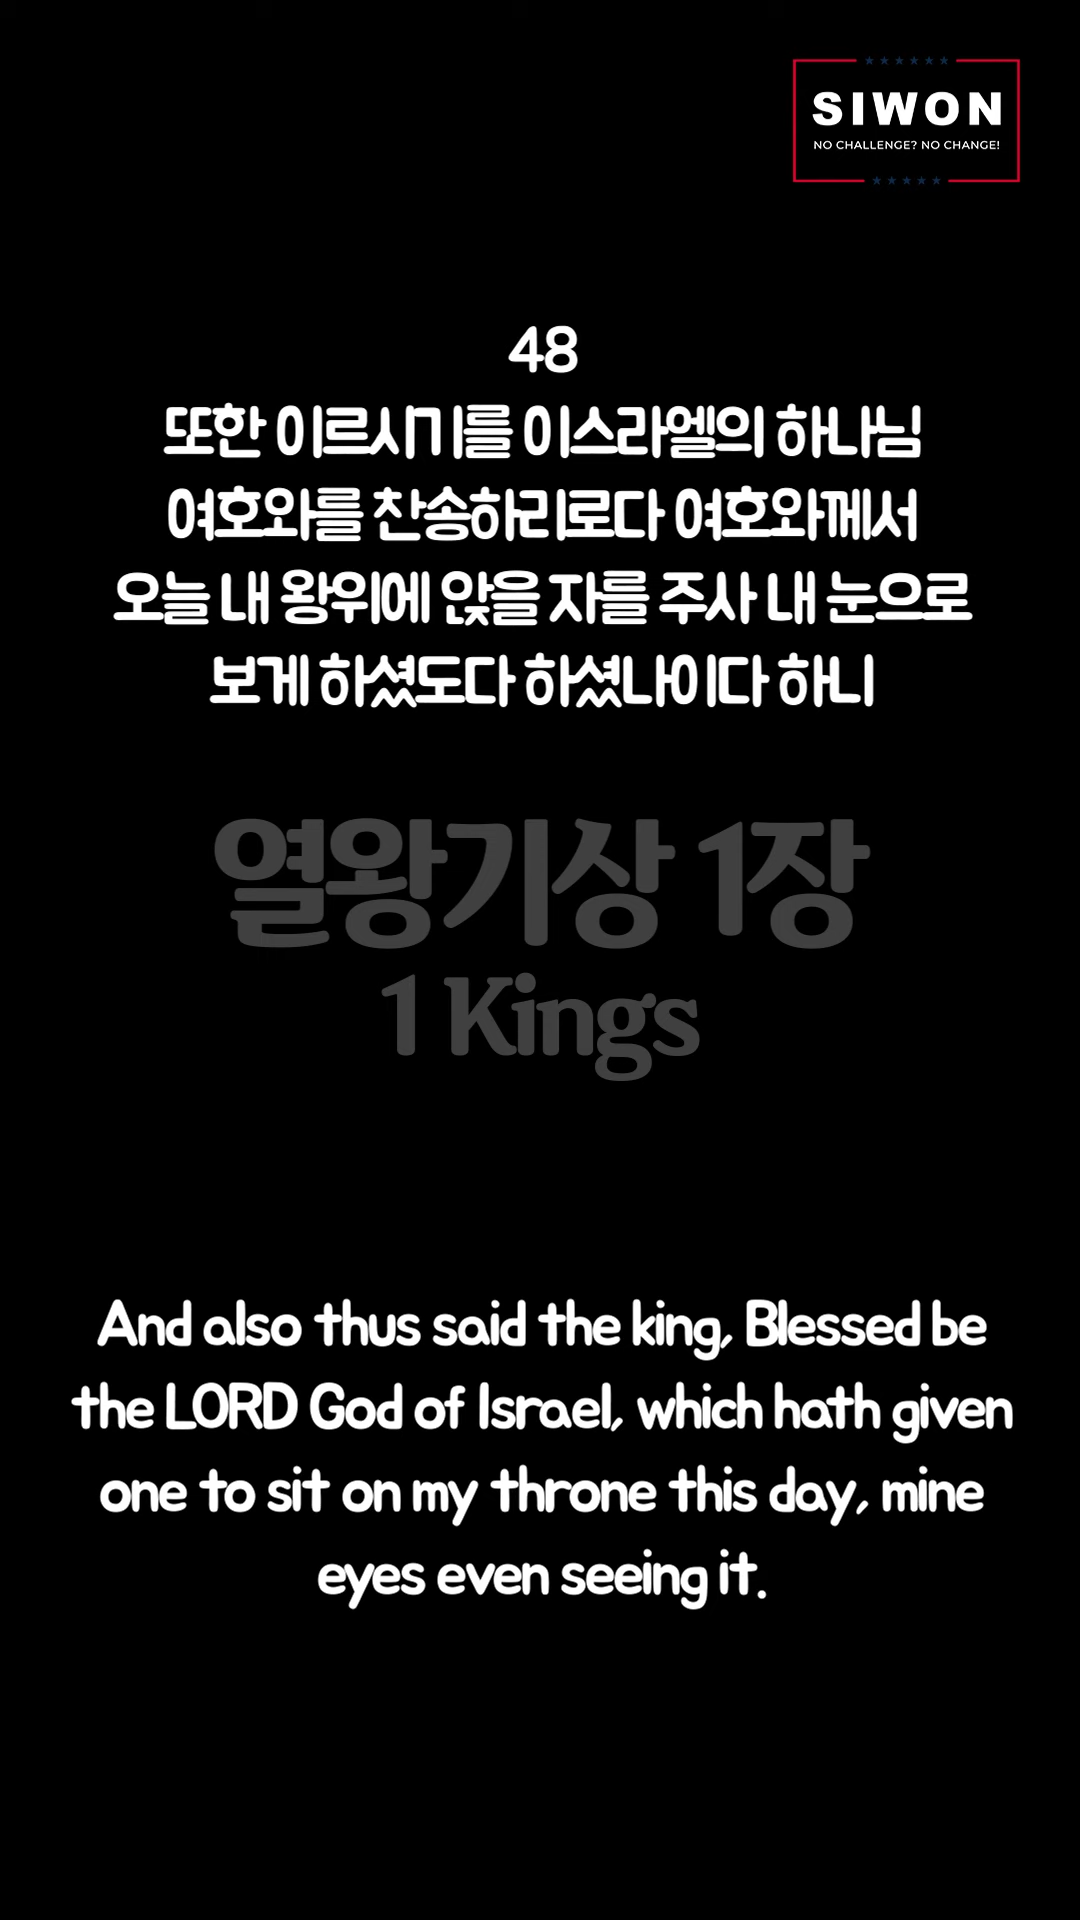 SIWON
NO CHALLENGE? NO CHANGE!
48
또한 이르시기를 이스라엘의 하나님
여호와를 찬송하리로다 여호와께서
오늘 내 왕위에 앉을 자를 주사 내 눈으로
보게 하셨도다 하셨나이다 하니
열왕기상 1장
1 Kings
And also thus said the king, Blessed be
the LORD God of Israel, which hath given
one to sit on my throne this day, mine
eyes even seeing it.